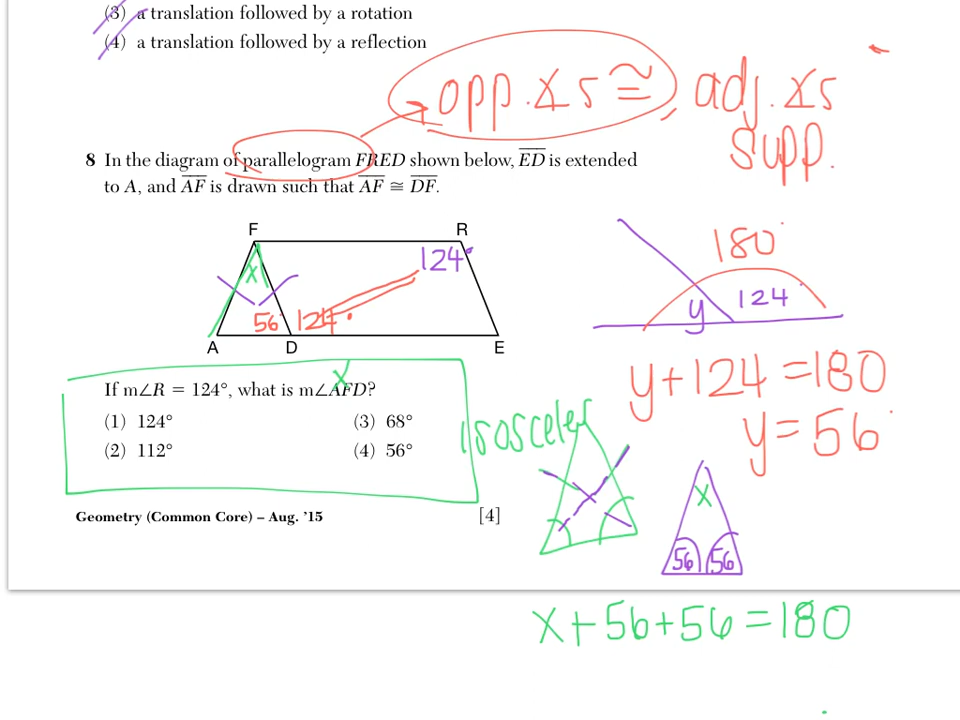 (3) a translation followed by a rotation
(4) a translation followed by a reflection
opp. ∡s ≅, adj. ∡s
supp.
8 In the diagram of parallelogram FRED shown below, ED is extended
to A, and AF is drawn such that AF ≅ DF.
F R
A D E
x
124°
56° 124°
180°
y 124
y+124=180
y=56°
x
If m∠R = 124°, what is m∠AFD?
(1) 124° (3) 68°
(2) 112° (4) 56°
isosceles
x
56 56
Geometry (Common Core) – Aug. ’15 [4]
x+56+56=180